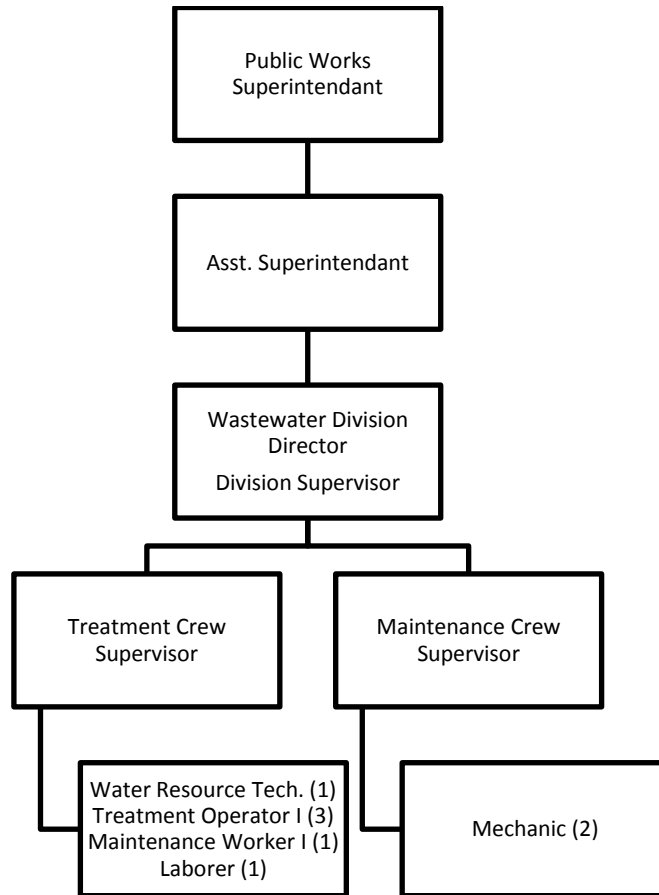 Public Works
Superintendant
Asst. Superintendant
Wastewater Division
Director
Division Supervisor
Treatment Crew
Supervisor
Maintenance Crew
Supervisor
Water Resource Tech. (1)
Treatment Operator I (3)
Maintenance Worker I (1)
Laborer (1)
Mechanic (2)